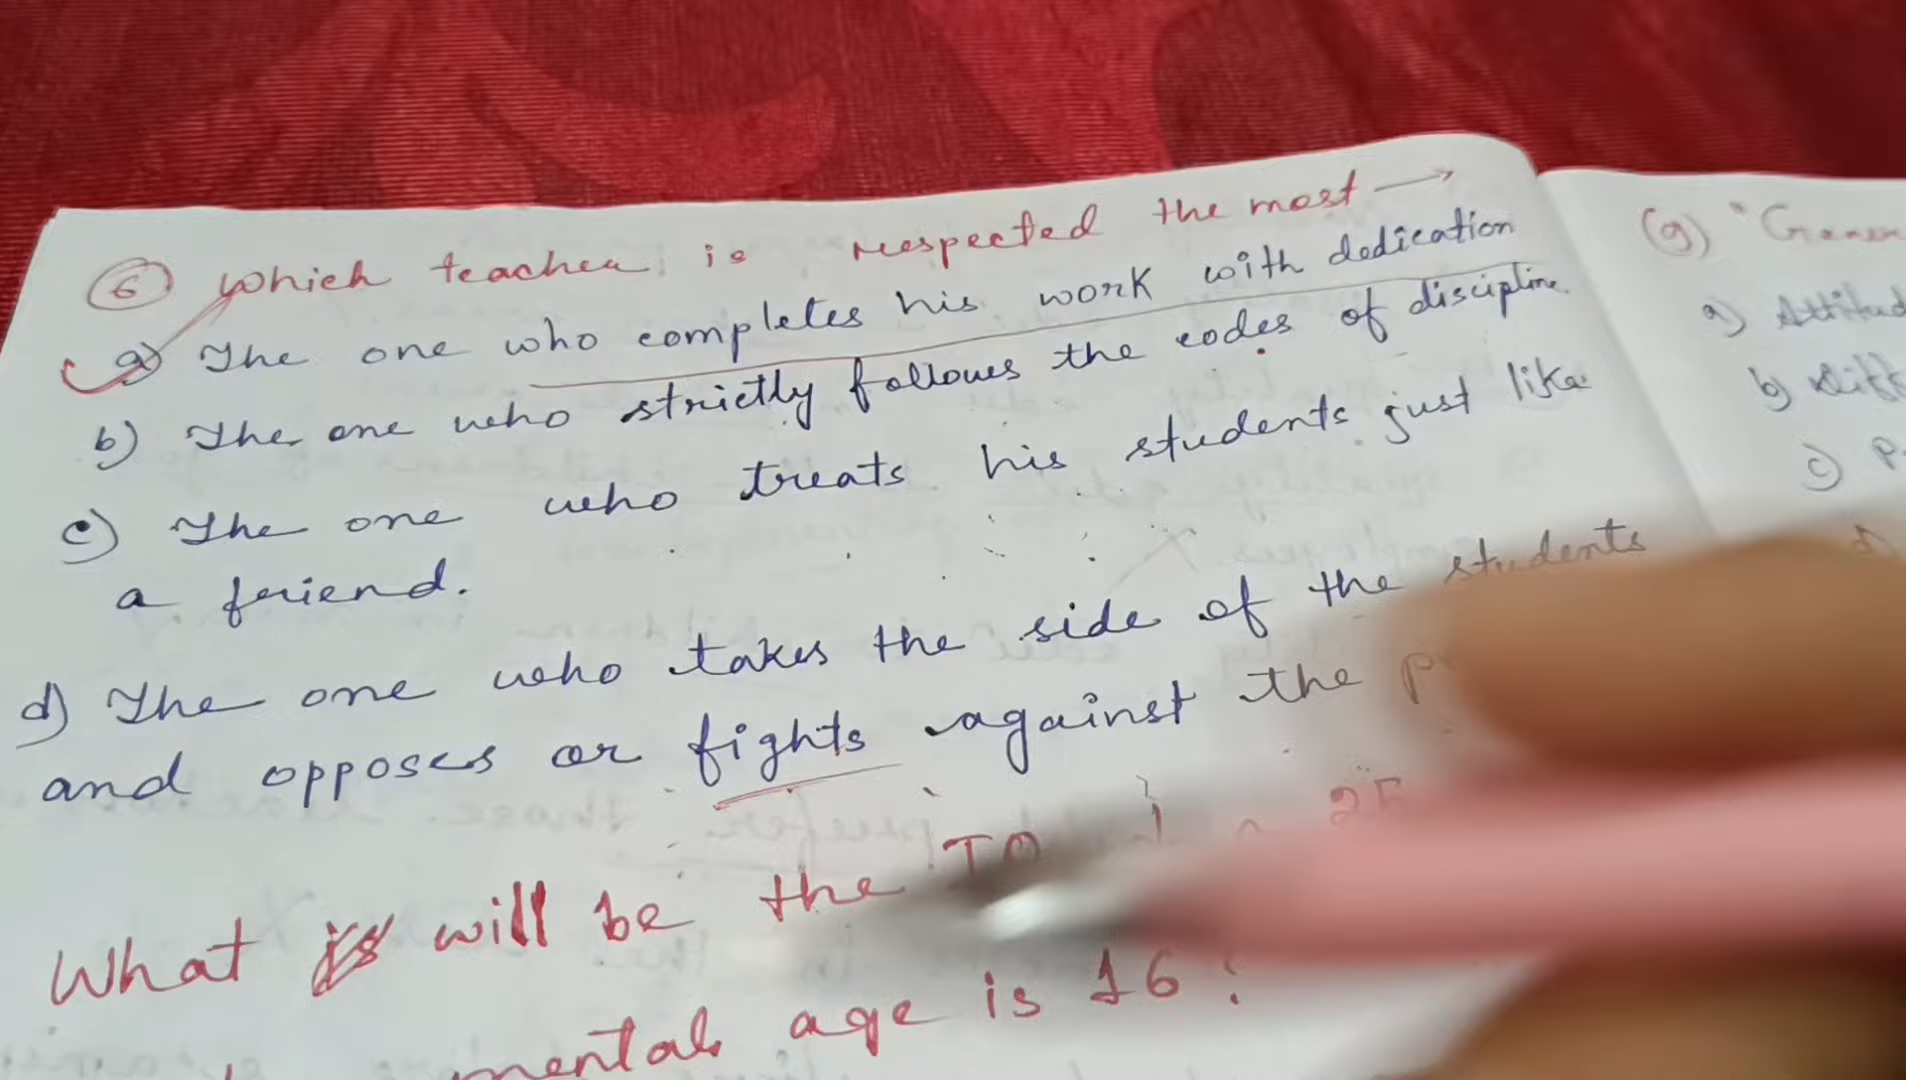 6 Which teacher is respected the most →
a) The one who completes his work with dedication
b) The one who strictly follows the codes of discipline.
c) The one who treats his students just like
a friend.
d) The one who takes the side of the students
and opposes or fights against the
What is will be the
mental age is 16?
(g)
a)
b)
c)